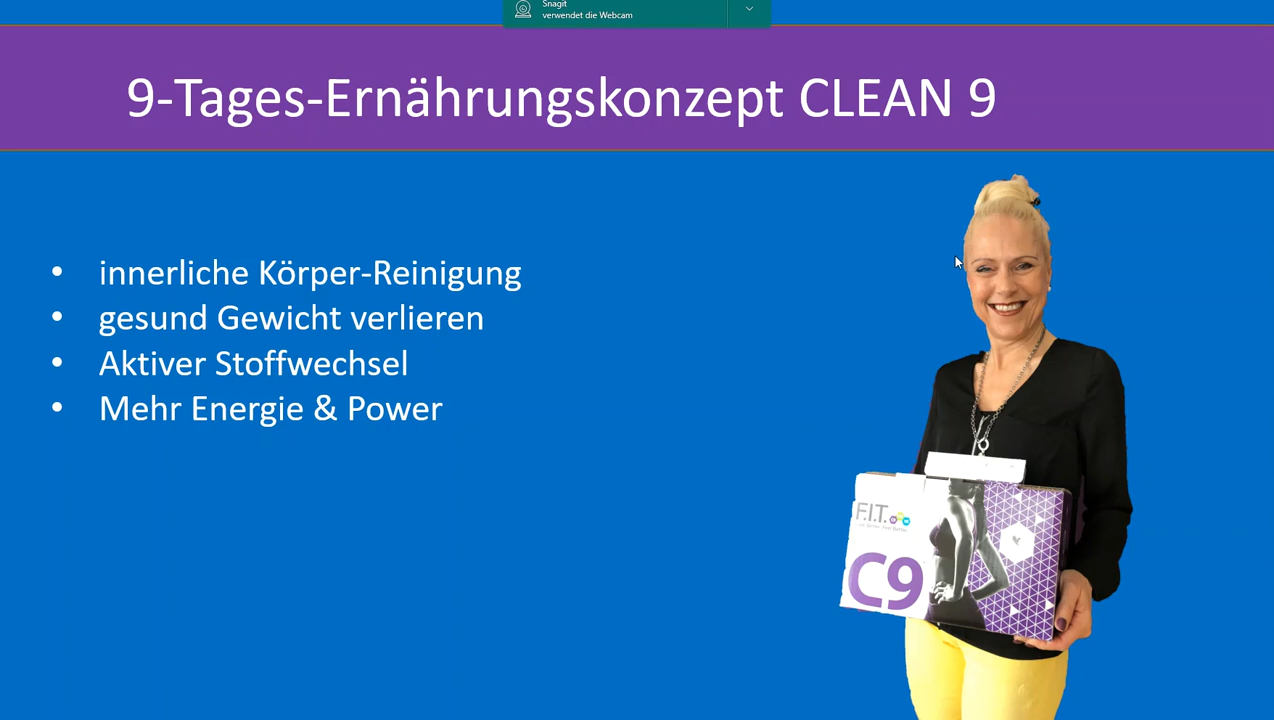 Snagit
verwendet die Webcam
9-Tages-Ernährungskonzept CLEAN 9
innerliche Körper-Reinigung
gesund Gewicht verlieren
Aktiver Stoffwechsel
Mehr Energie & Power
F.I.T.
C9